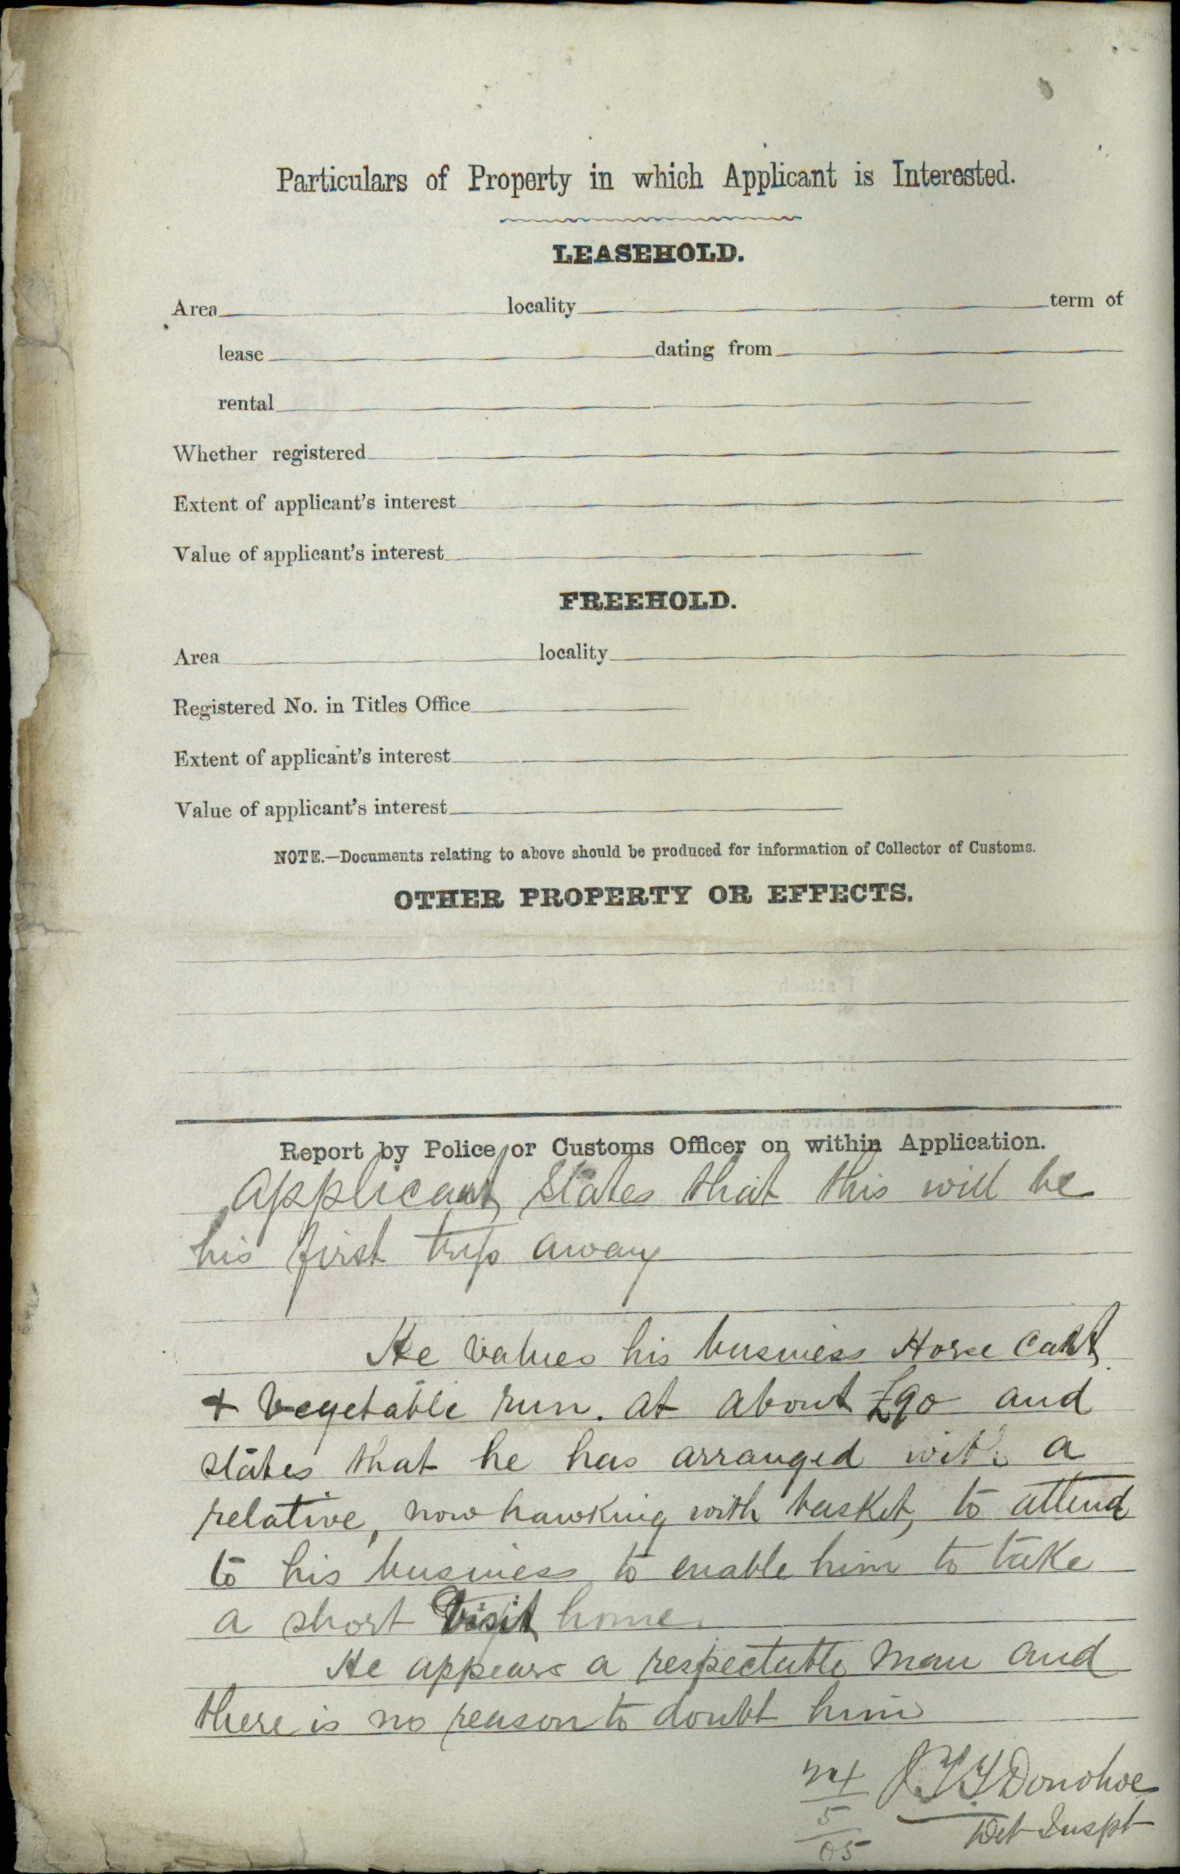 Particulars of Property in which Applicant is Interested.
LEASEHOLD.
Area locality term of
lease dating from
rental
Whether registered
Extent of applicant's interest
Value of applicant's interest
FREEHOLD.
Area locality
Registered No. in Titles Office
Extent of applicant's interest
Value of applicant's interest
NOTE.—Documents relating to above should be produced for information of Collector of Customs.
OTHER PROPERTY OR EFFECTS.
Report by Police or Customs Officer on within Application.
Applicant states that this will be
his first trip away
He values his business Horse Cart
& Vegetable run. at about £90 and
states that he has arranged with a
relative, now hawking with basket, to attend
to his business to enable him to take
a short visit home.
He appears a respectable man and
there is no reason to doubt him
24 Donohoe
5 Det Inspt
05